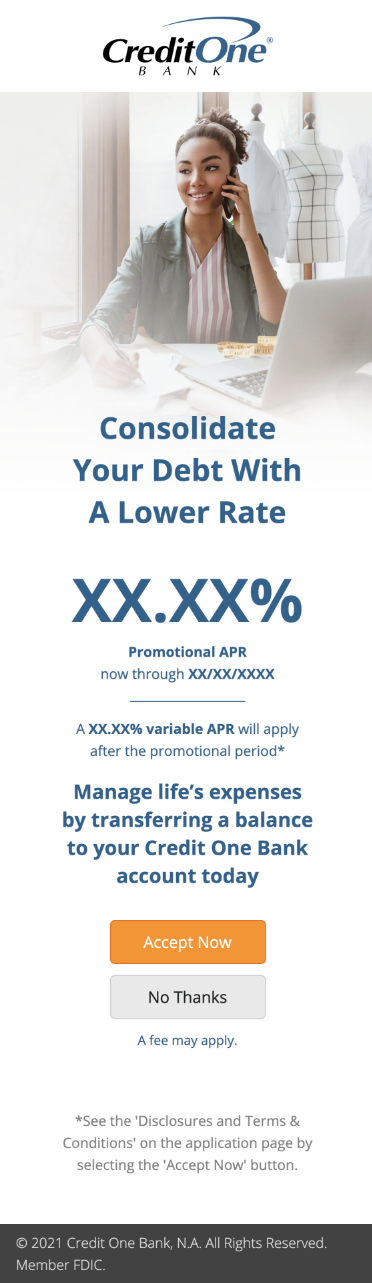 CreditOne®
BANK
Consolidate
Your Debt With
A Lower Rate
XX.XX%
Promotional APR
now through XX/XX/XXXX
A XX.XX% variable APR will apply
after the promotional period*
Manage life’s expenses
by transferring a balance
to your Credit One Bank
account today
Accept Now
No Thanks
A fee may apply.
*See the 'Disclosures and Terms &
Conditions' on the application page by
selecting the 'Accept Now' button.
© 2021 Credit One Bank, N.A. All Rights Reserved.
Member FDIC.